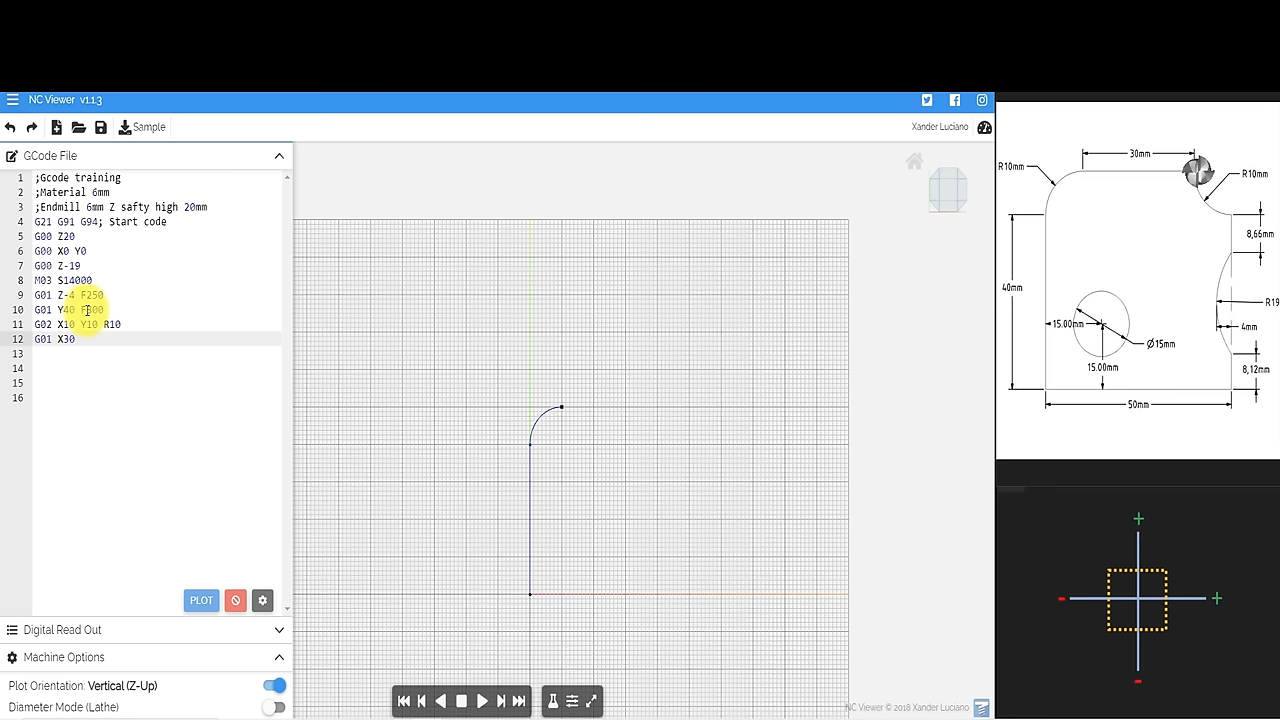 NC Viewer v1.1.3
Sample
Xander Luciano
GCode File
1 ;Gcode training
2 ;Material 6mm
3 ;Endmill 6mm Z safty high 20mm
4 G21 G91 G94; Start code
5 G00 Z20
6 G00 X0 Y0
7 G00 Z-19
8 M03 S14000
9 G01 Z-4 F250
10 G01 Y40 F300
11 G02 X10 Y10 R10
12 G01 X30
13
14
15
16
PLOT
Digital Read Out
Machine Options
Plot Orientation: Vertical (Z-Up)
Diameter Mode (Lathe)
NC Viewer © 2018 Xander Luciano
30mm
R10mm
R10mm
8,66mm
40mm
R19
15.00mm
4mm
Ø15mm
15.00mm
8,12mm
50mm
+
- +
-